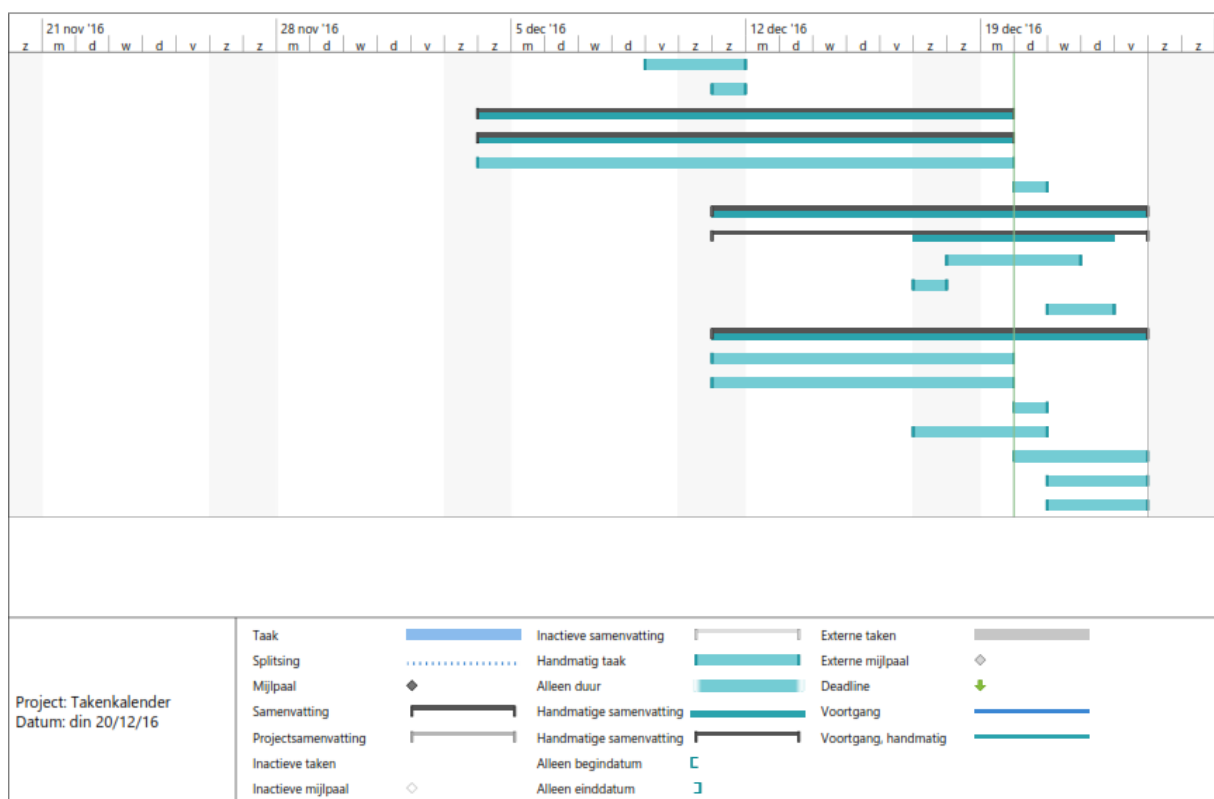 21 nov '16 28 nov '16 5 dec '16 12 dec '16 19 dec '16
z m d w d v z z m d w d v z z m d w d v z z m d w d v z z m d w d v z z
Taak Inactieve samenvatting Externe taken
Splitsing Handmatig taak Externe mijlpaal
Mijlpaal Alleen duur Deadline
Project: Takenkalender
Datum: din 20/12/16
Samenvatting Handmatige samenvatting Voortgang
Projectsamenvatting Handmatige samenvatting Voortgang, handmatig
Inactieve taken Alleen begindatum
Inactieve mijlpaal Alleen einddatum